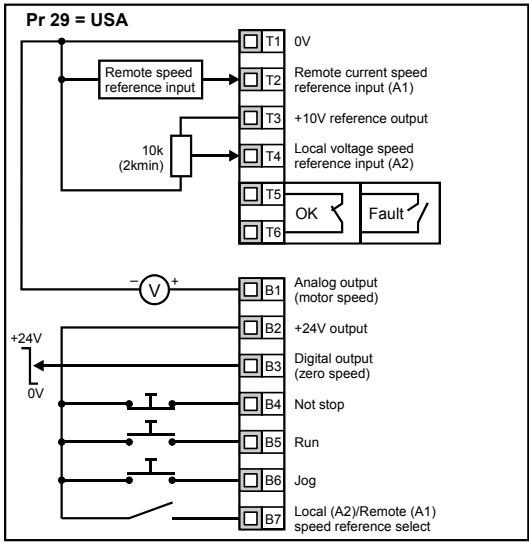 Pr 29 = USA
T1 0V
Remote speed
reference input
T2 Remote current speed
reference input (A1)
T3 +10V reference output
10k
(2kmin)
T4 Local voltage speed
reference input (A2)
T5
OK Fault
T6
– V +
B1 Analog output
(motor speed)
B2 +24V output
+24V
0V
B3 Digital output
(zero speed)
B4 Not stop
B5 Run
B6 Jog
B7 Local (A2)/Remote (A1)
speed reference select